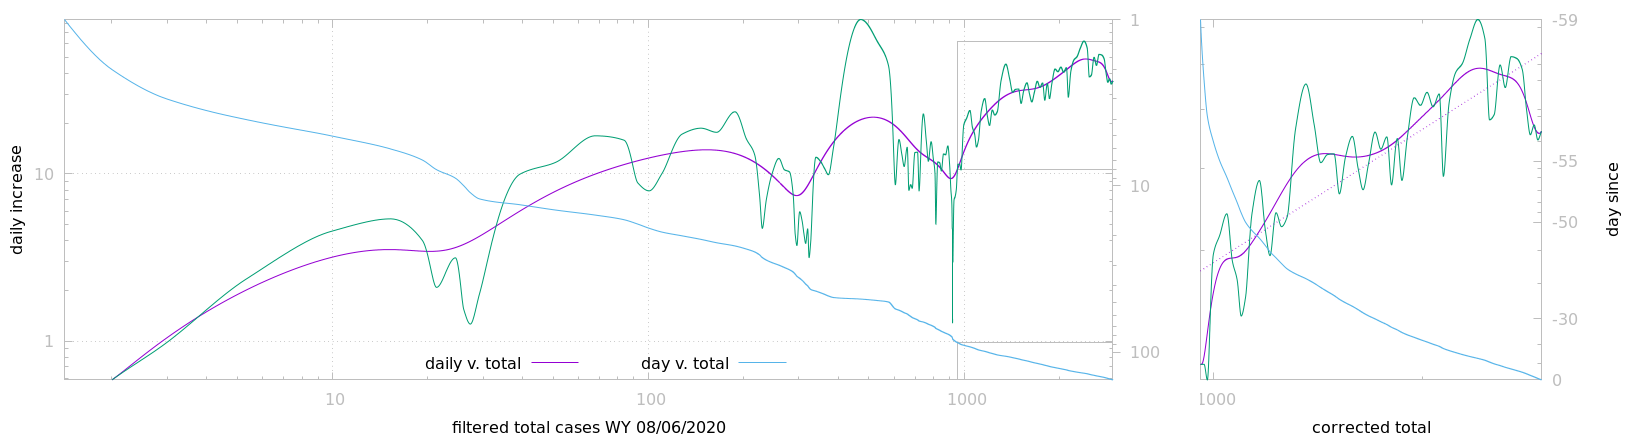 daily increase
10
1
daily v. total
day v. total
10
100
1000
filtered total cases WY 08/06/2020
1
10
100
1000
corrected total
-59
-55
-50
-30
0
day since